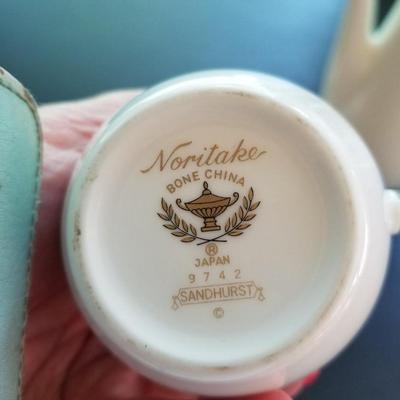 Noritake
BONE CHINA
®
JAPAN
9742
SANDHURST
©